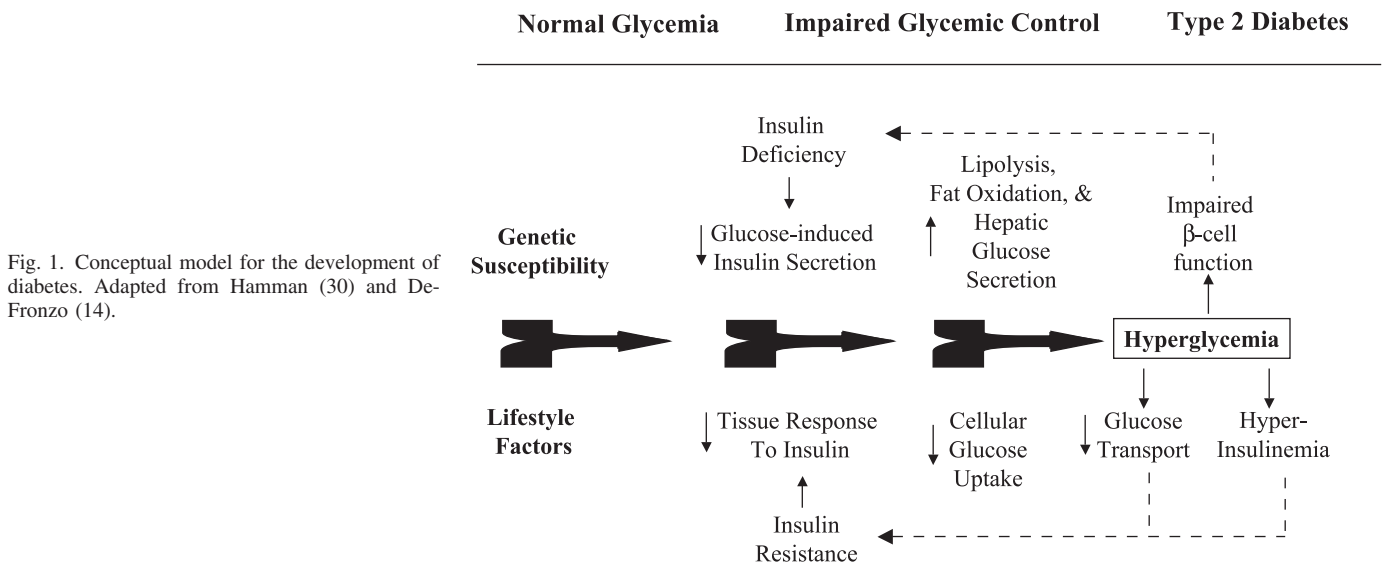 Normal Glycemia
Impaired Glycemic Control
Type 2 Diabetes
Insulin
Deficiency
Lipolysis,
Fat Oxidation, &
Hepatic
Glucose
Secretion
Impaired
β-cell
function
Genetic
Susceptibility
Glucose-induced
Insulin Secretion
Fig. 1. Conceptual model for the development of
diabetes. Adapted from Hamman (30) and De-
Fronzo (14).
Hyperglycemia
Lifestyle
Factors
Tissue Response
To Insulin
Cellular
Glucose
Uptake
Glucose
Transport
Hyper-
Insulinemia
Insulin
Resistance